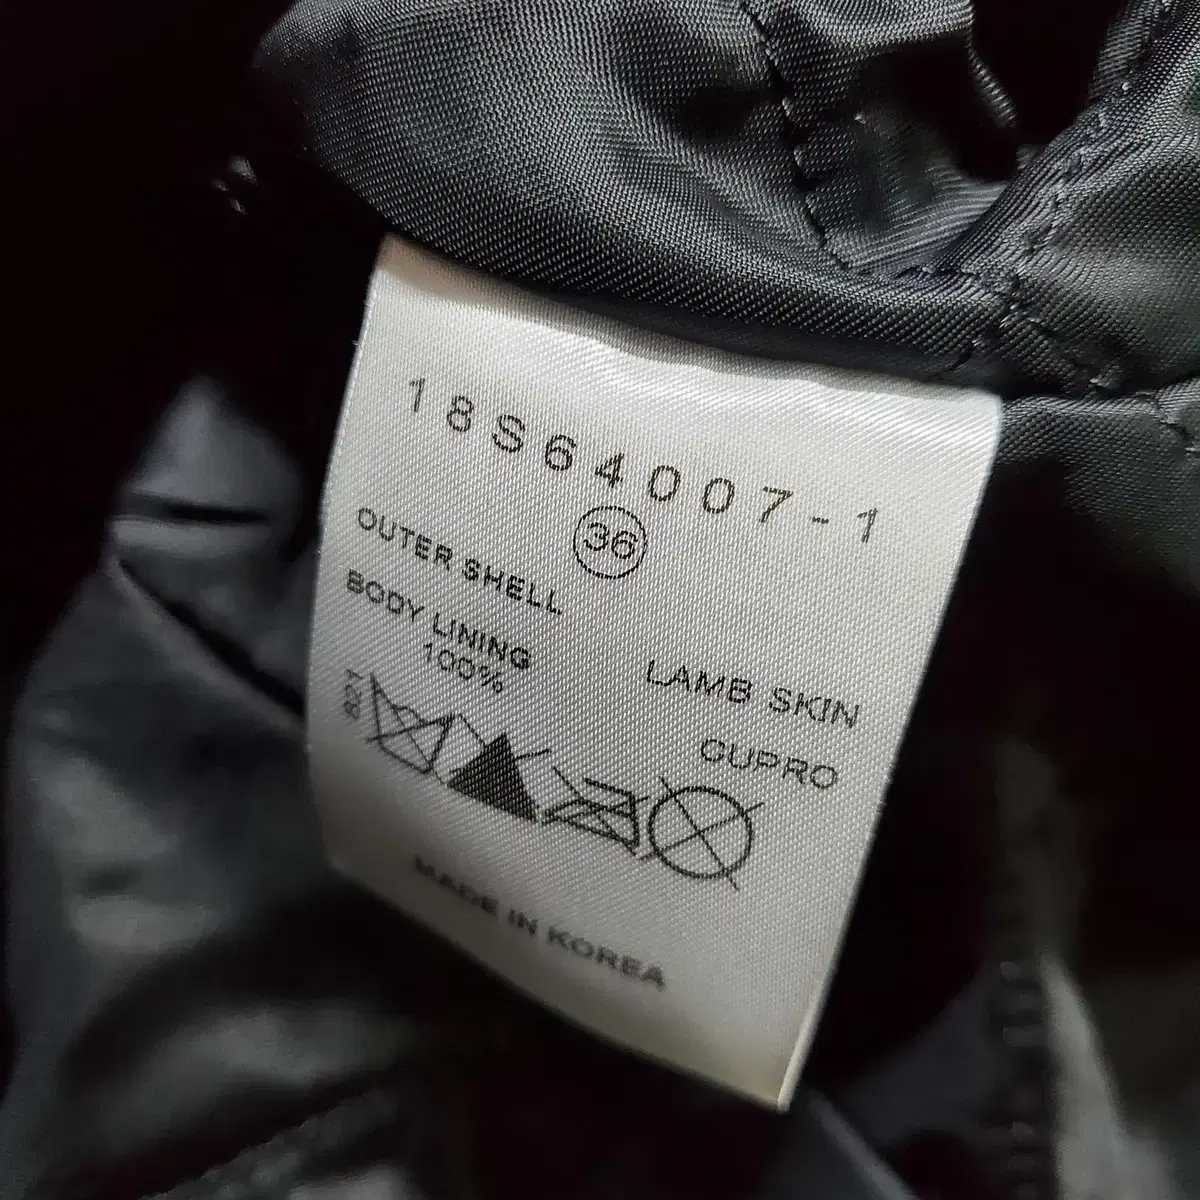 18S64007-1
36
OUTER SHELL LAMB SKIN
BODY LINING CUPRO
100%
MADE IN KOREA